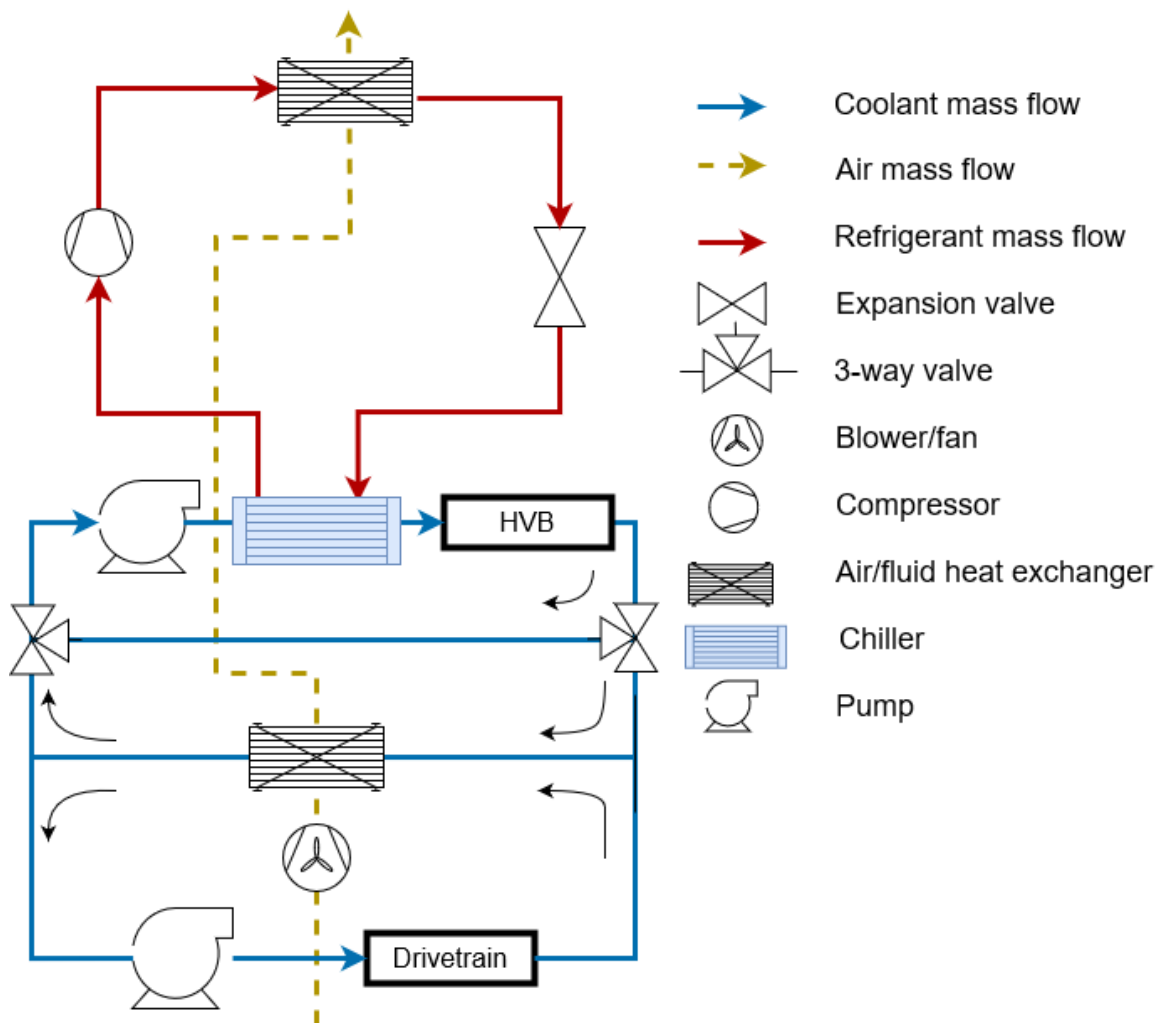 Coolant mass flow
Air mass flow
Refrigerant mass flow
Expansion valve
3-way valve
Blower/fan
Compressor
Air/fluid heat exchanger
Chiller
Pump
HVB
Drivetrain